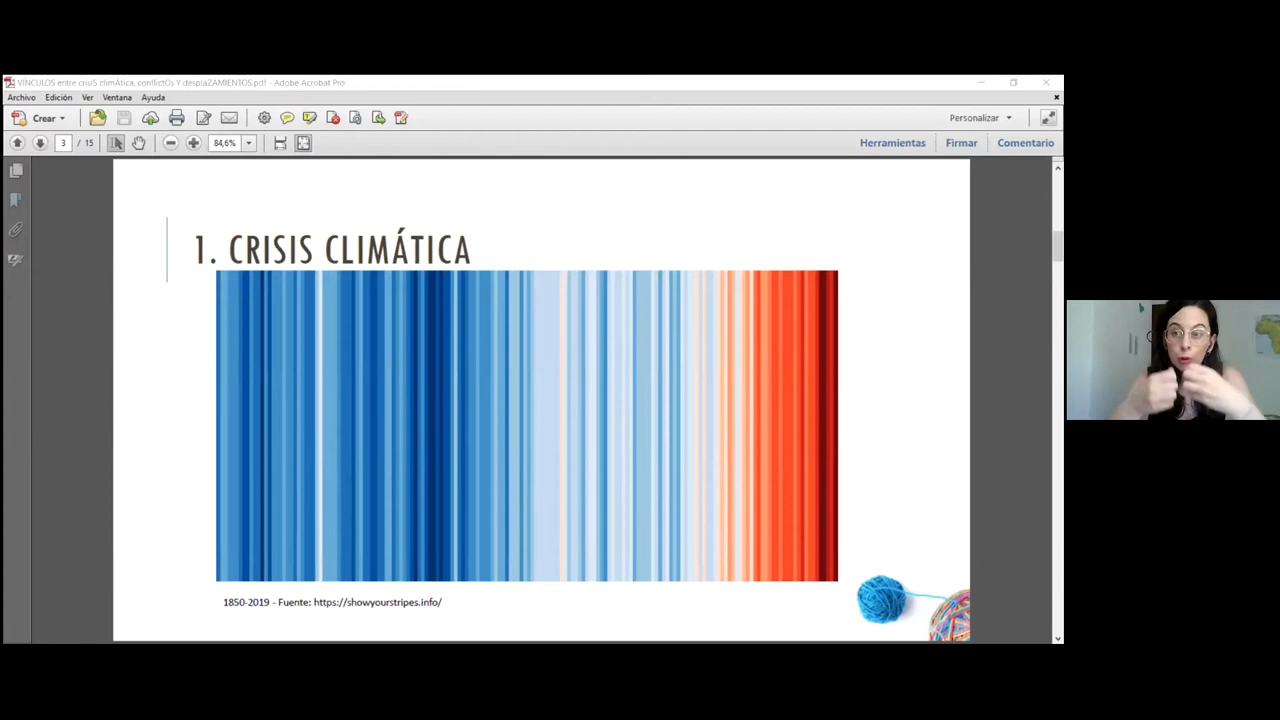 VÍNCULOS entre crisiS climÁtica, conflictOs Y desplaZAMIENTOS.pdf - Adobe Acrobat Pro
Archivo Edición Ver Ventana Ayuda
Crear Personalizar
3 / 15 84,6% Herramientas Firmar Comentario
1. CRISIS CLIMÁTICA
1850-2019 - Fuente: https://showyourstripes.info/